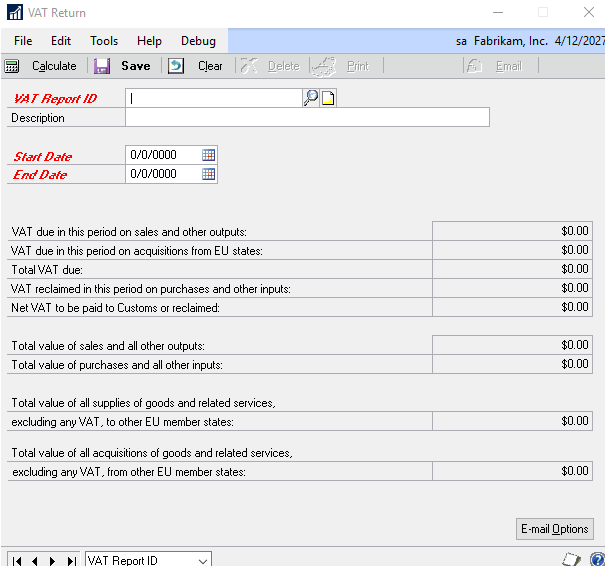 VAT Return
File Edit Tools Help Debug sa Fabrikam, Inc. 4/12/2027
Calculate Save Clear Delete Print Email
VAT Report ID
Description
Start Date 0/0/0000
End Date 0/0/0000
VAT due in this period on sales and other outputs: $0.00
VAT due in this period on acquisitions from EU states: $0.00
Total VAT due: $0.00
VAT reclaimed in this period on purchases and other inputs: $0.00
Net VAT to be paid to Customs or reclaimed: $0.00
Total value of sales and all other outputs: $0.00
Total value of purchases and all other inputs: $0.00
Total value of all supplies of goods and related services,
excluding any VAT, to other EU member states: $0.00
Total value of all acquisitions of goods and related services,
excluding any VAT, from other EU member states: $0.00
E-mail Options
VAT Report ID